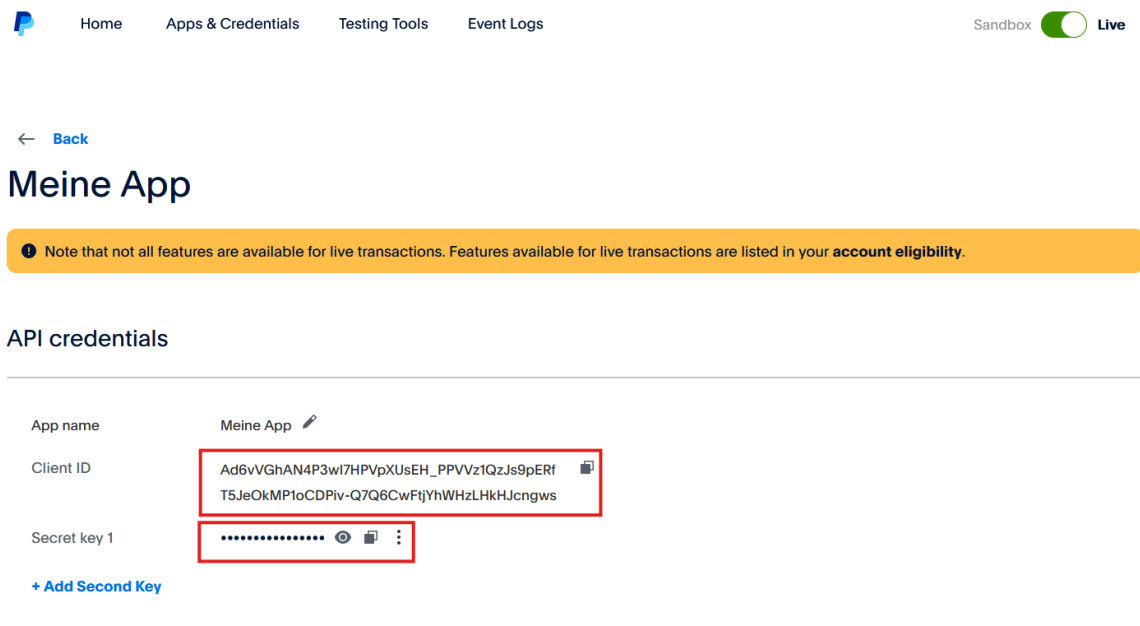 Home Apps & Credentials Testing Tools Event Logs Sandbox Live
Back
Meine App
Note that not all features are available for live transactions. Features available for live transactions are listed in your account eligibility.
API credentials
App name Meine App
Client ID Ad6vVGhAN4P3wI7HPVpXUsEH_PPVVz1QzJs9pERf
T5JeOkMP1oCDPiv-Q7Q6CwFtjYhWHzLHkHJcngws
Secret key 1 ••••••••••••••••
+ Add Second Key